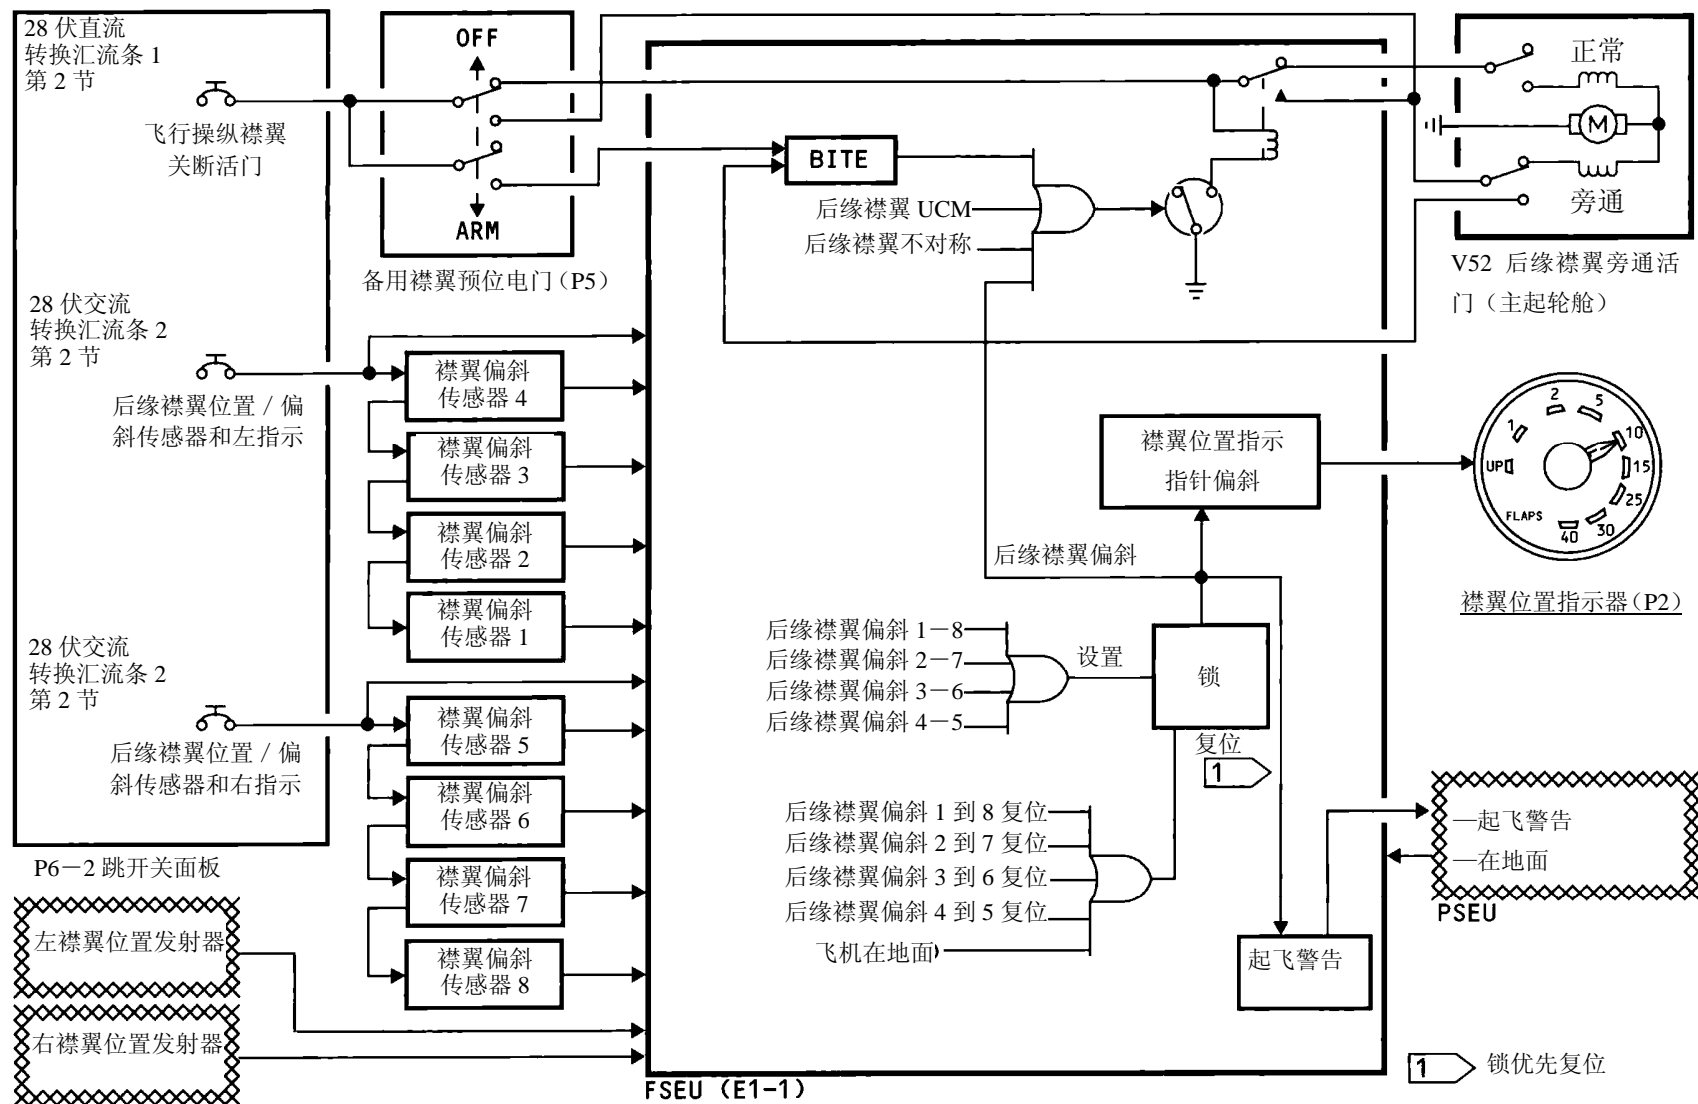 28 伏直流
转换汇流条 1
第 2 节
飞行操纵襟翼
关断活门
OFF
ARM
备用襟翼预位电门(P5)
BITE
后缘襟翼 UCM
后缘襟翼不对称
正常
M
旁通
V52 后缘襟翼旁通活
门(主起轮舱)
28 伏交流
转换汇流条 2
第 2 节
后缘襟翼位置/偏
斜传感器和左指示
襟翼偏斜
传感器 4
襟翼偏斜
传感器 3
襟翼偏斜
传感器 2
襟翼偏斜
传感器 1
襟翼位置指示
指针偏斜
UP
1
2
5
10
15
25
30
40
FLAPS
襟翼位置指示器(P2)
后缘襟翼偏斜
后缘襟翼偏斜 1-8
后缘襟翼偏斜 2-7
后缘襟翼偏斜 3-6
后缘襟翼偏斜 4-5
设置
锁
复位
1
28 伏交流
转换汇流条 2
第 2 节
后缘襟翼位置/偏
斜传感器和右指示
襟翼偏斜
传感器 5
襟翼偏斜
传感器 6
襟翼偏斜
传感器 7
襟翼偏斜
传感器 8
后缘襟翼偏斜 1 到 8 复位
后缘襟翼偏斜 2 到 7 复位
后缘襟翼偏斜 3 到 6 复位
后缘襟翼偏斜 4 到 5 复位
飞机在地面)
起飞警告
—起飞警告
—在地面
PSEU
P6-2 跳开关面板
左襟翼位置发射器
右襟翼位置发射器
FSEU (E1-1)
1 锁优先复位